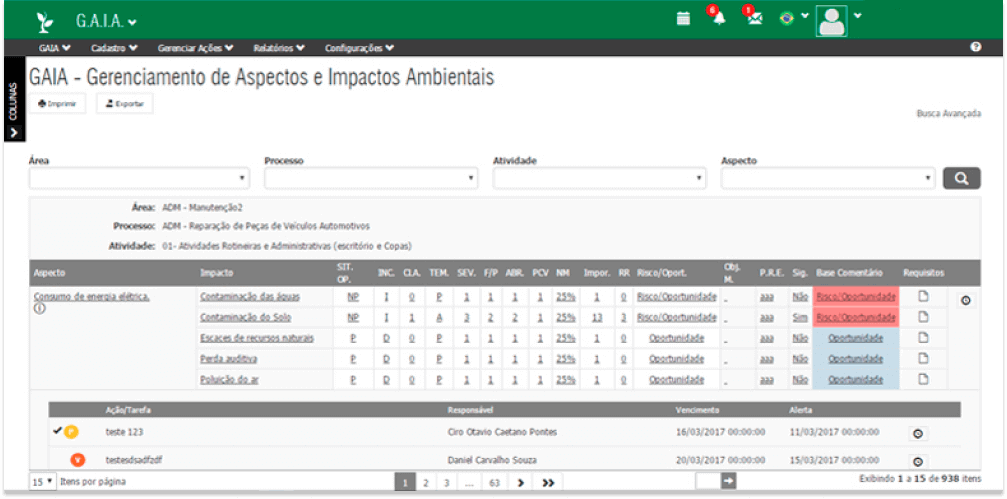 G.A.I.A.
6
1
GAIA
Cadastro
Gerenciar Ações
Relatórios
Configurações
?
COLUNAS
GAIA - Gerenciamento de Aspectos e Impactos Ambientais
Imprimir
Exportar
Busca Avançada
Área
Processo
Atividade
Aspecto
Área: ADM - Manutenção2
Processo: ADM - Reparação de Peças de Veículos Automotivos
Atividade: 01- Atividades Rotineiras e Administrativas (escritório e Copas)
Aspecto Impacto SIT. OP. INC. CLA. TEM. SEV. F/P ABR. PCV NM Impor. RR Risco/Oport. Obj. M. P.R.E. Sig. Base Comentário Requisitos
Consumo de energia elétrica. Contaminação das águas NP I 0 P 1 1 1 1 25% 1 0 Risco/Oportunidade - aaa Não Risco/Oportunidade
Contaminação do Solo NP I 1 A 3 2 2 1 25% 13 3 Risco/Oportunidade - aaa Sim Risco/Oportunidade
Escaces de recursos naturais P D 0 P 1 1 1 1 25% 1 0 Oportunidade - aaa Não Oportunidade
Perda auditiva P D 0 P 1 1 1 1 25% 1 0 Oportunidade - aaa Não Oportunidade
Poluição do ar P D 0 P 1 1 1 1 25% 1 0 Oportunidade - aaa Não Oportunidade
Ação/Tarefa Responsável Vencimento Alerta
P teste 123 Ciro Otavio Caetano Pontes 16/03/2017 00:00:00 11/03/2017 00:00:00
V testesdsadfzdf Daniel Carvalho Souza 20/03/2017 00:00:00 15/03/2017 00:00:00
15 Itens por página 1 2 3 ... 63 Exibindo 1 a 15 de 938 itens